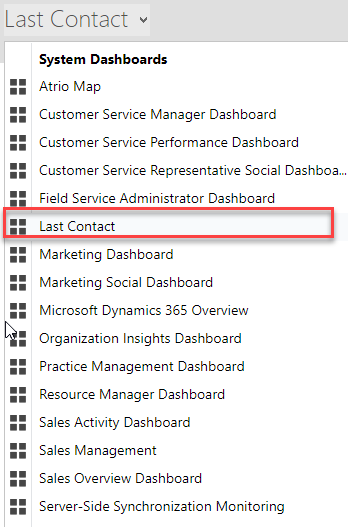 Last Contact
System Dashboards
Atrio Map
Customer Service Manager Dashboard
Customer Service Performance Dashboard
Customer Service Representative Social Dashboa...
Field Service Administrator Dashboard
Last Contact
Marketing Dashboard
Marketing Social Dashboard
Microsoft Dynamics 365 Overview
Organization Insights Dashboard
Practice Management Dashboard
Resource Manager Dashboard
Sales Activity Dashboard
Sales Management
Sales Overview Dashboard
Server-Side Synchronization Monitoring